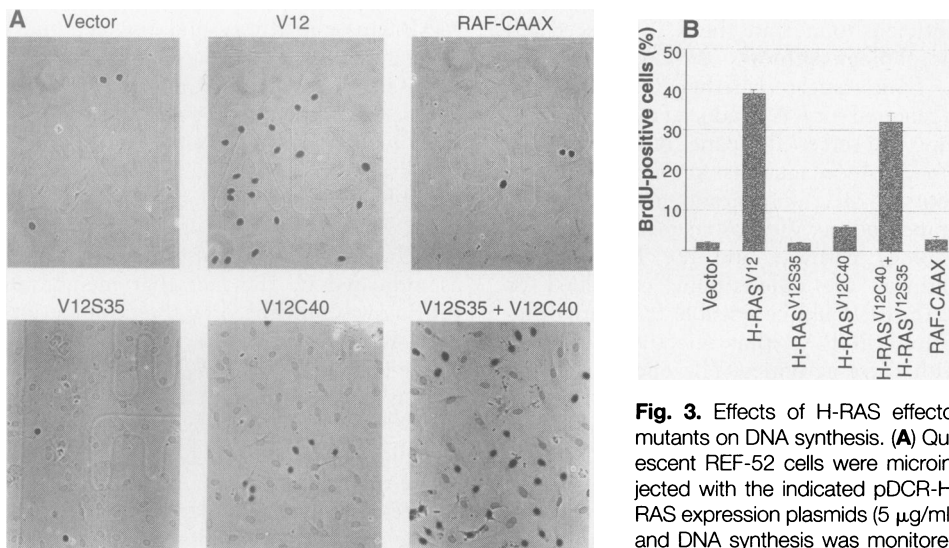 A
Vector V12 RAF-CAAX
V12S35 V12C40 V12S35 + V12C40
B
BrdU-positive cells (%)
50
40
30
20
10
Vector
H-RASV12
H-RASV12S35
H-RASV12C40
H-RASV12C40 +
H-RASV12S35
RAF-CAAX
Fig. 3. Effects of H-RAS effecto
mutants on DNA synthesis. (A) Qu
escent REF-52 cells were microin
jected with the indicated pDCR-H
RAS expression plasmids (5 μg/ml
and DNA synthesis was monitore